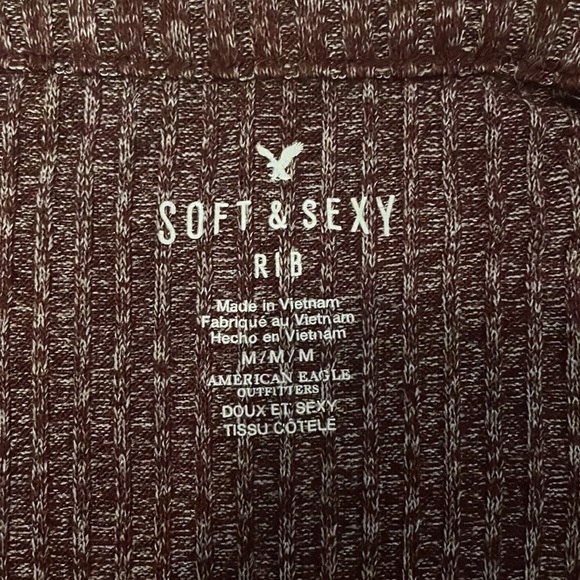 SOFT & SEXY
RIB
Made in Vietnam
Fabriqué au Vietnam
Hecho en Vietnam
M/M/M
AMERICAN EAGLE
OUTFITTERS
DOUX ET SEXY
TISSU CÔTELÉ